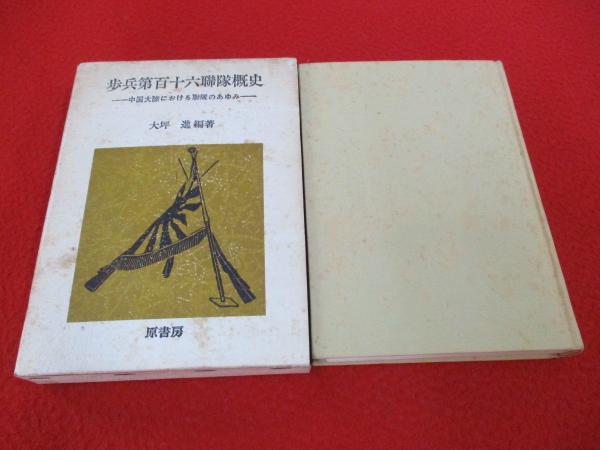 歩兵第百十六聯隊概史
──中国大陸における聯隊のあゆみ──
大坪 進 編著
原書房